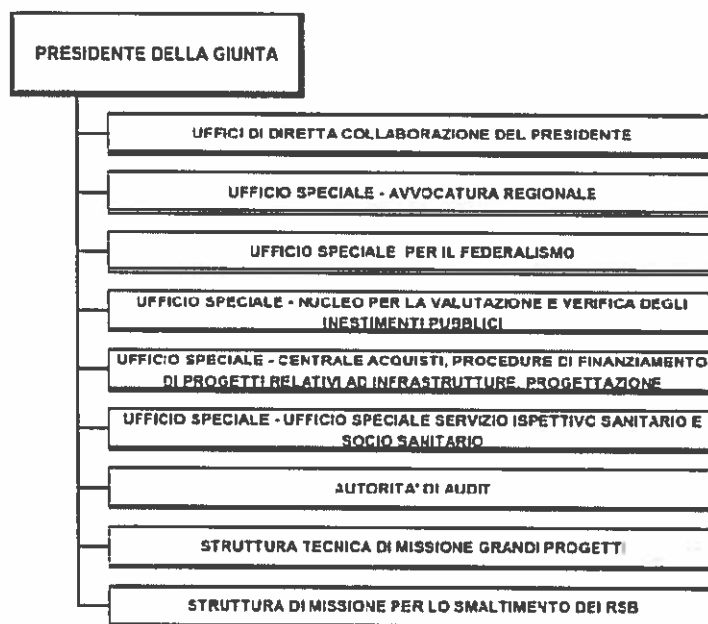 PRESIDENTE DELLA GIUNTA
UFFICI DI DIRETTA COLLABORAZIONE DEL PRESIDENTE
UFFICIO SPECIALE - AVVOCATURA REGIONALE
UFFICIO SPECIALE PER IL FEDERALISMO
UFFICIO SPECIALE - NUCLEO PER LA VALUTAZIONE E VERIFICA DEGLI
INESTIMENTI PUBBLICI
UFFICIO SPECIALE - CENTRALE ACQUISTI, PROCEDURE DI FINANZIAMENTO
DI PROGETTI RELATIVI AD INFRASTRUTTURE, PROGETTAZIONE
UFFICIO SPECIALE - UFFICIO SPECIALE SERVIZIO ISPETTIVO SANITARIO E
SOCIO SANITARIO
AUTORITA' DI AUDIT
STRUTTURA TECNICA DI MISSIONE GRANDI PROGETTI
STRUTTURA DI MISSIONE PER LO SMALTIMENTO DEI RSB